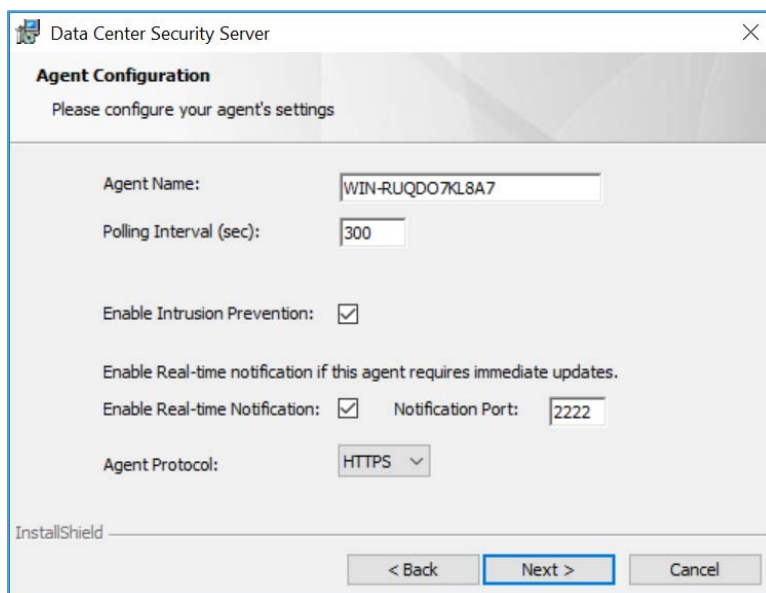 Data Center Security Server
Agent Configuration
Please configure your agent's settings
Agent Name: WIN-RUQDO7KL8A7
Polling Interval (sec): 300
Enable Intrusion Prevention:
Enable Real-time notification if this agent requires immediate updates.
Enable Real-time Notification: Notification Port: 2222
Agent Protocol: HTTPS
InstallShield
< Back Next > Cancel